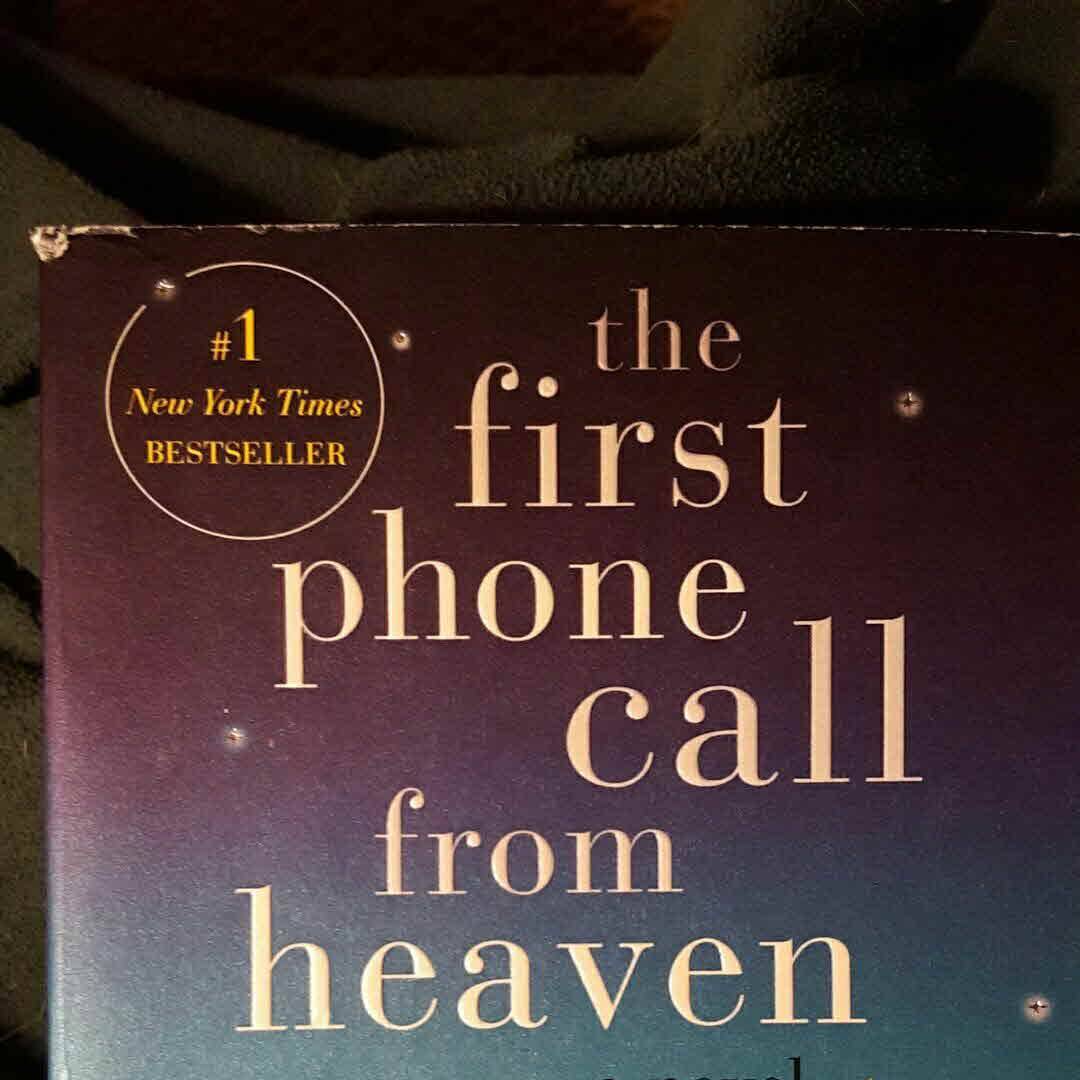 #1
New York Times
BESTSELLER
the
first
phone
call
from
heaven